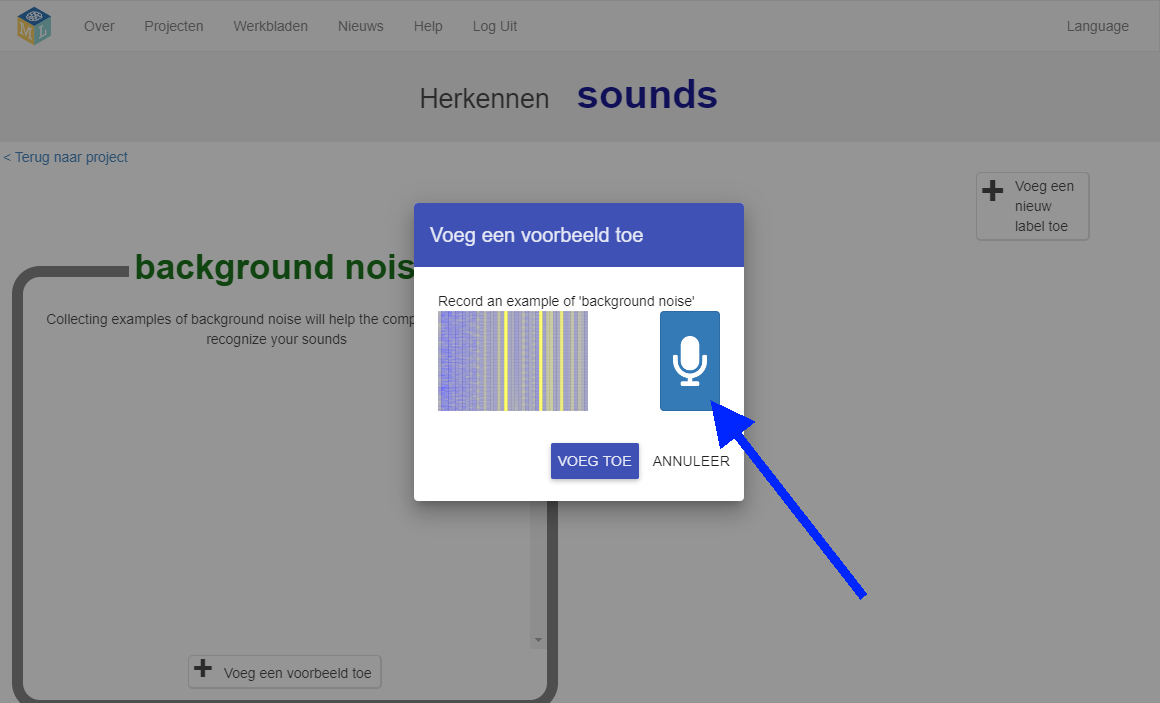 M L
Over Projecten Werkbladen Nieuws Help Log Uit Language
Herkennen sounds
< Terug naar project
Voeg een
nieuw
label toe
Voeg een voorbeeld toe
background nois
Record an example of 'background noise'
Collecting examples of background noise will help the comp
recognize your sounds
VOEG TOE ANNULEER
Voeg een voorbeeld toe